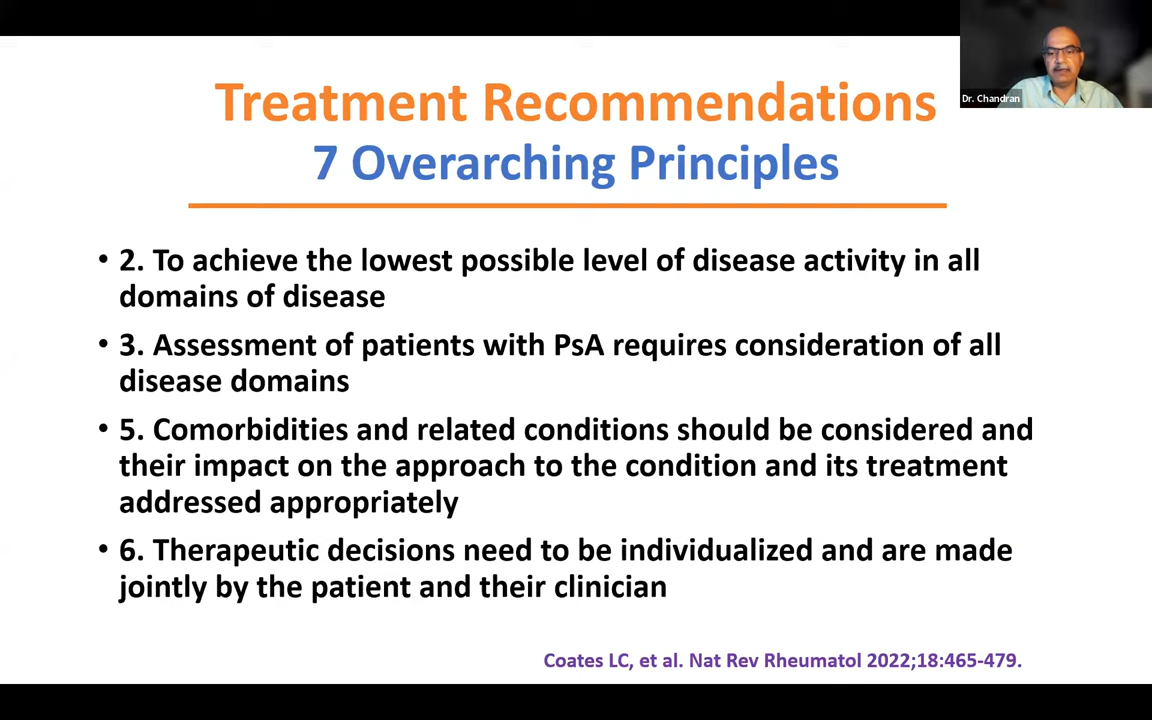 Treatment Recommendations
Dr. Chandran
7 Overarching Principles
• 2. To achieve the lowest possible level of disease activity in all
domains of disease
• 3. Assessment of patients with PsA requires consideration of all
disease domains
• 5. Comorbidities and related conditions should be considered and
their impact on the approach to the condition and its treatment
addressed appropriately
• 6. Therapeutic decisions need to be individualized and are made
jointly by the patient and their clinician
Coates LC, et al. Nat Rev Rheumatol 2022;18:465-479.